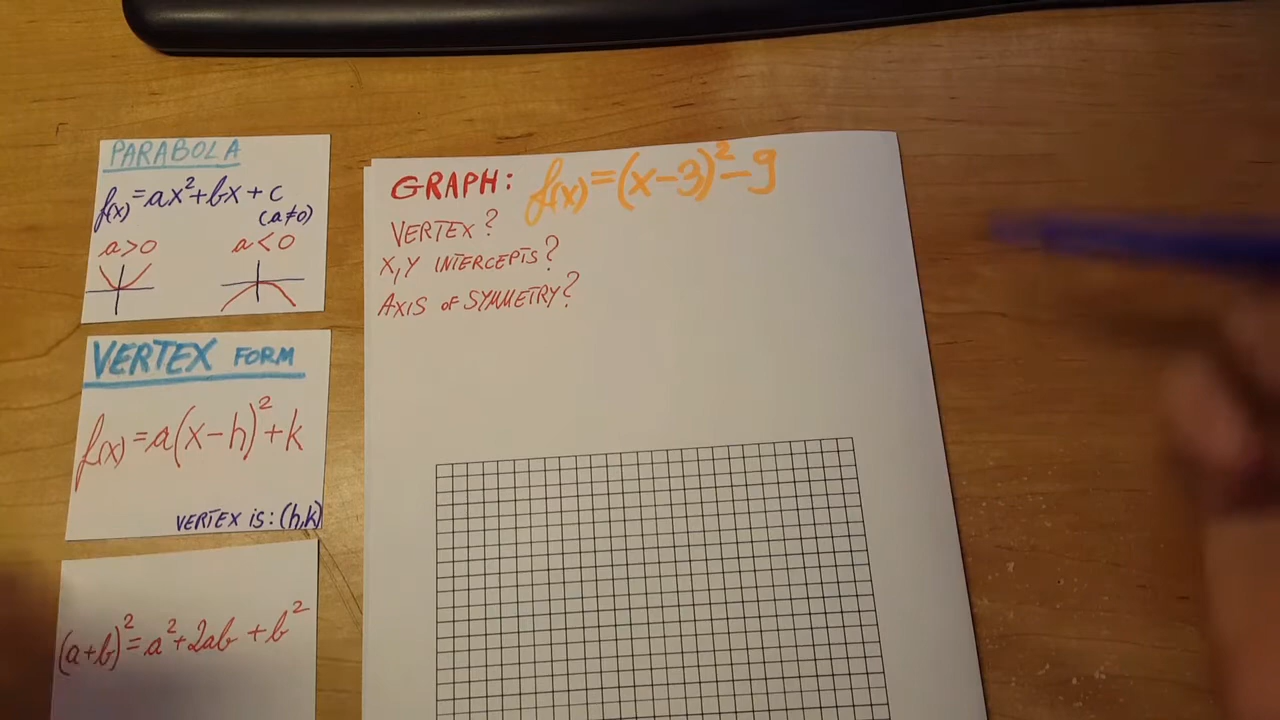 PARABOLA
f(x)=ax²+bx+c
(a≠0)
a>0 a<0
VERTEX FORM
f(x)=a(x-h)²+k
VERTEX is: (h,k)
(a+b)²=a²+2ab+b²
GRAPH: f(x)=(x-3)²-9
VERTEX?
X,Y INTERCEPTS?
AXIS of SYMMETRY?